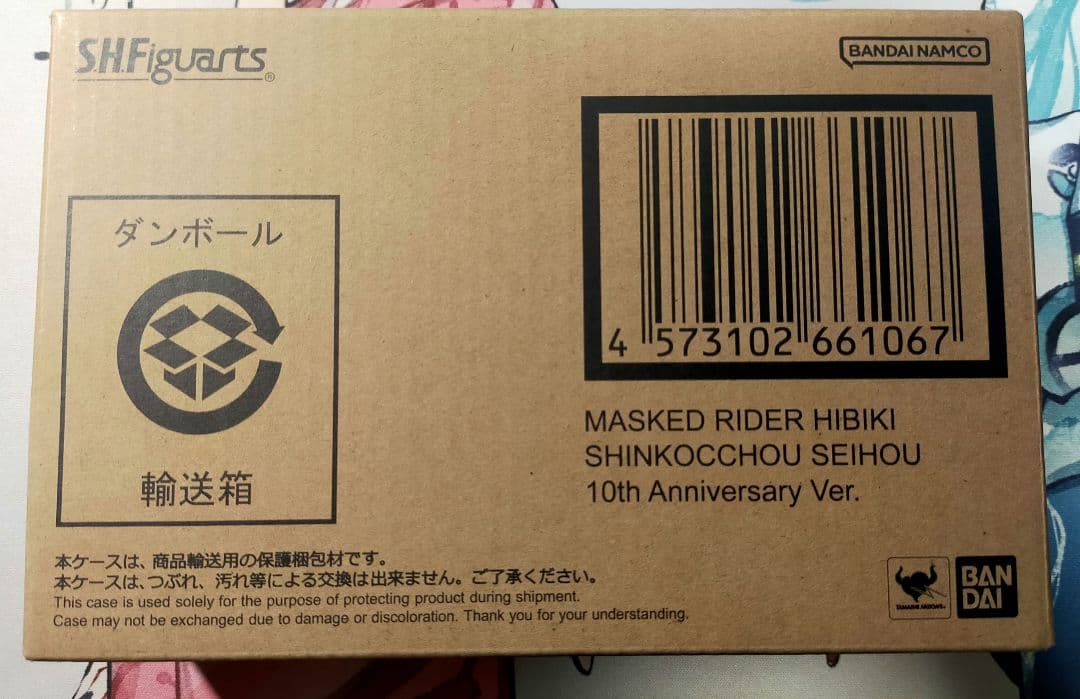 S.H.Figuarts®
BANDAI NAMCO
ダンボール
輸送箱
4 573102 661067
MASKED RIDER HIBIKI
SHINKOCCHOU SEIHOU
10th Anniversary Ver.
本ケースは、商品輸送用の保護梱包材です。
本ケースは、つぶれ、汚れ等による交換は出来ません。ご了承ください。
This case is used solely for the purpose of protecting product during shipment.
Case may not be exchanged due to damage or discoloration. Thank you for your understanding.
TAMASHII NATIONS
BAN
DAI